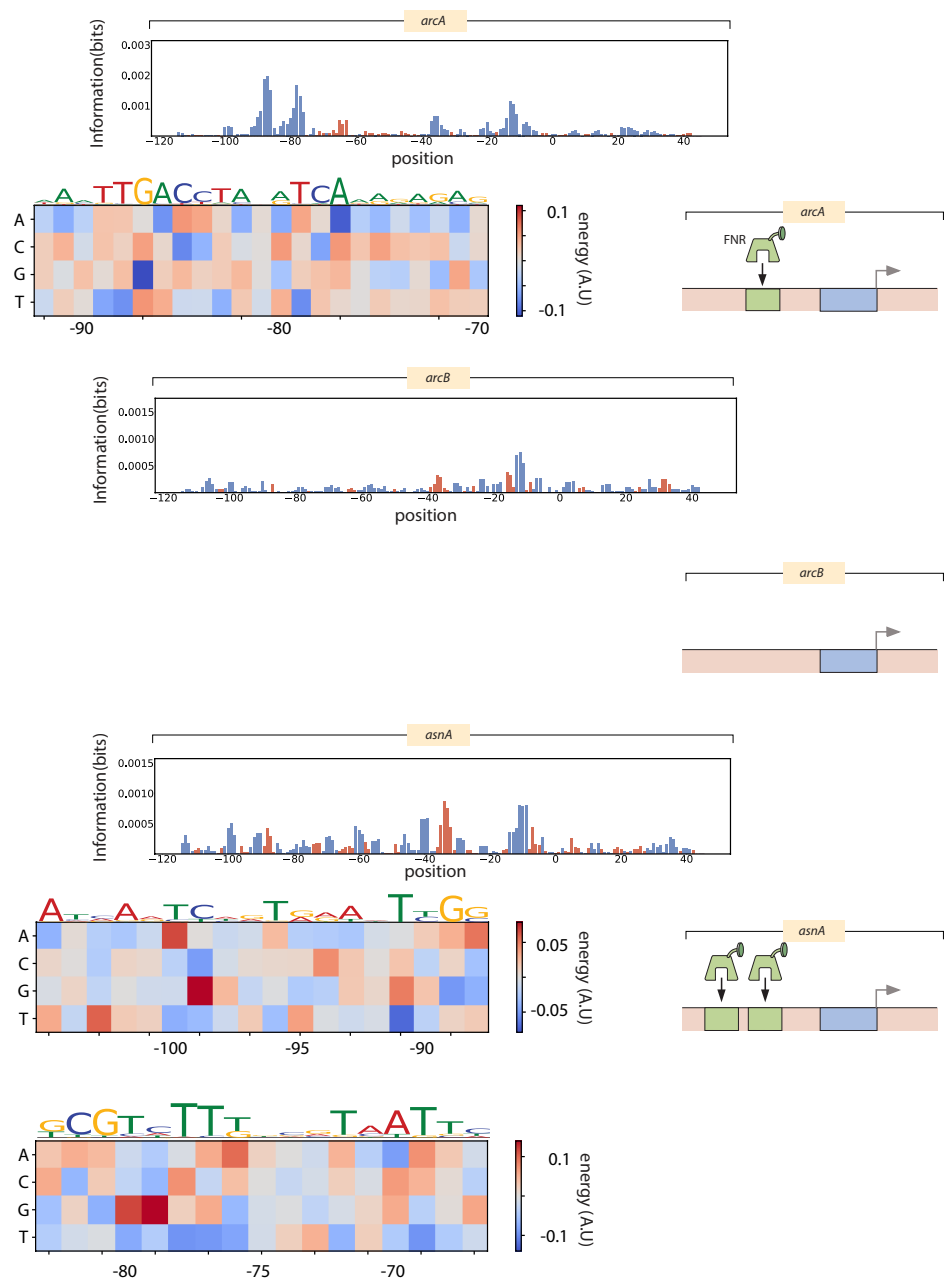 arcA
Information(bits)
0.003
0.002
0.001
-120 -100 -80 -60 -40 -20 0 20 40
position
A
C
G
T
-90 -80 -70
0.1
-0.1
energy (A.U)
arcA
FNR
arcB
Information(bits)
0.0015
0.0010
0.0005
-120 -100 -80 -60 -40 -20 0 20 40
position
arcB
asnA
Information(bits)
0.0015
0.0010
0.0005
-120 -100 -80 -60 -40 -20 0 20 40
position
A
C
G
T
-100 -95 -90
0.05
-0.05
energy (A.U)
asnA
A
C
G
T
-80 -75 -70
0.1
-0.1
energy (A.U)